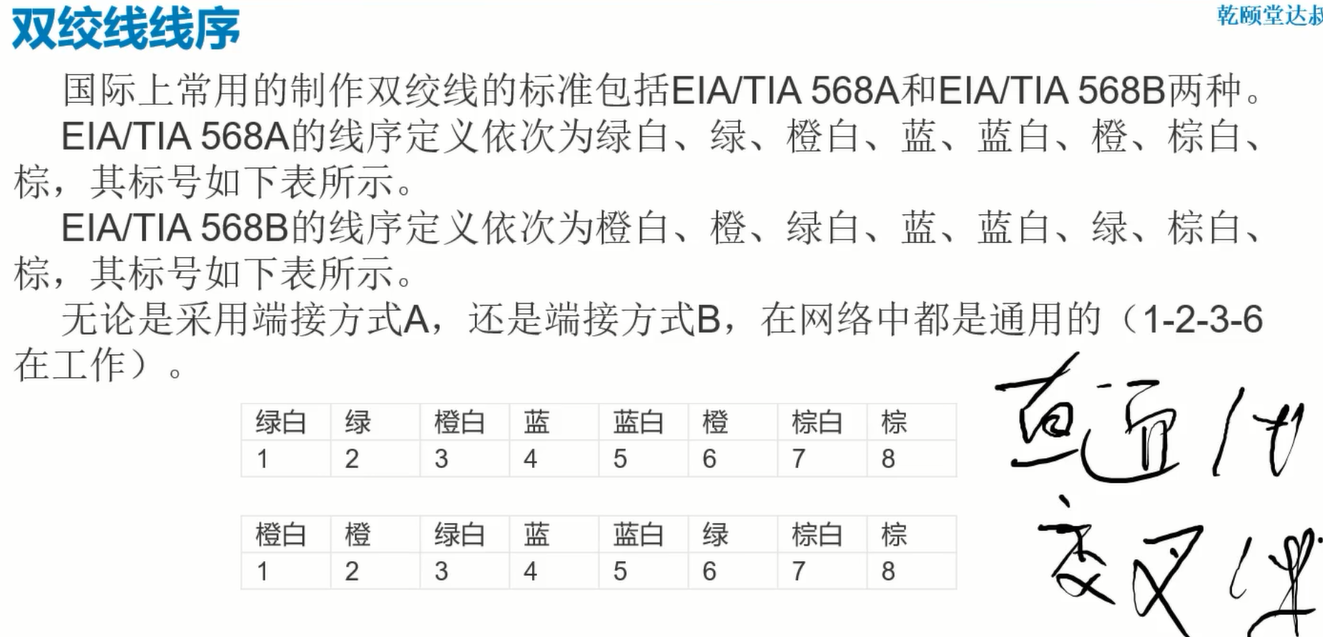 双绞线线序
乾颐堂达叔
国际上常用的制作双绞线的标准包括EIA/TIA 568A和EIA/TIA 568B两种。
EIA/TIA 568A的线序定义依次为绿白、绿、橙白、蓝、蓝白、橙、棕白、
棕，其标号如下表所示。
EIA/TIA 568B的线序定义依次为橙白、橙、绿白、蓝、蓝白、绿、棕白、
棕，其标号如下表所示。
无论是采用端接方式A，还是端接方式B，在网络中都是通用的（1-2-3-6
在工作）。
绿白 绿 橙白 蓝 蓝白 橙 棕白 棕
1 2 3 4 5 6 7 8
橙白 橙 绿白 蓝 蓝白 绿 棕白 棕
1 2 3 4 5 6 7 8
直通
交叉